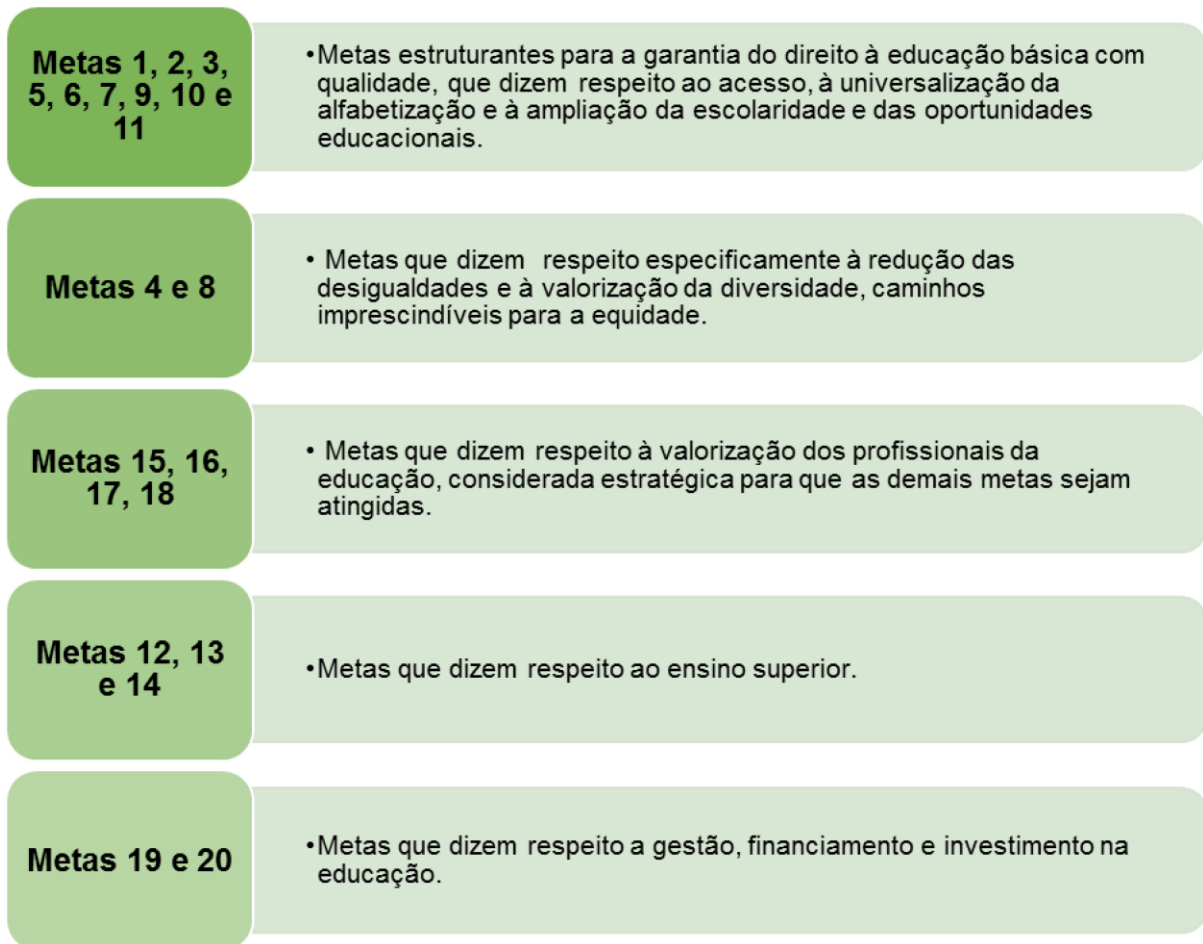 Metas 1, 2, 3,
5, 6, 7, 9, 10 e
11
•Metas estruturantes para a garantia do direito à educação básica com
qualidade, que dizem respeito ao acesso, à universalização da
alfabetização e à ampliação da escolaridade e das oportunidades
educacionais.
Metas 4 e 8
• Metas que dizem respeito especificamente à redução das
desigualdades e à valorização da diversidade, caminhos
imprescindíveis para a equidade.
Metas 15, 16,
17, 18
• Metas que dizem respeito à valorização dos profissionais da
educação, considerada estratégica para que as demais metas sejam
atingidas.
Metas 12, 13
e 14
•Metas que dizem respeito ao ensino superior.
Metas 19 e 20
•Metas que dizem respeito a gestão, financiamento e investimento na
educação.